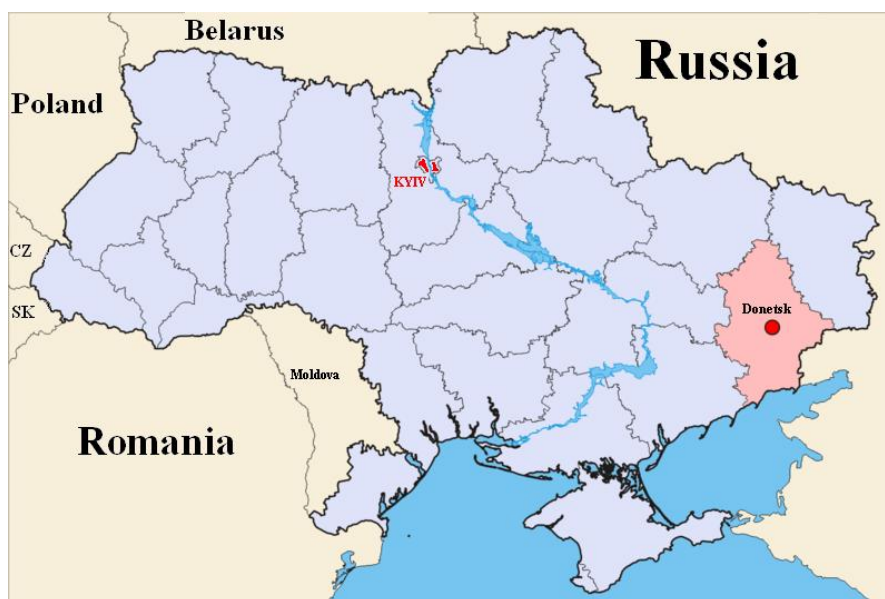 Belarus
Russia
Poland
KYIV
CZ
SK
Donetsk
Moldova
Romania